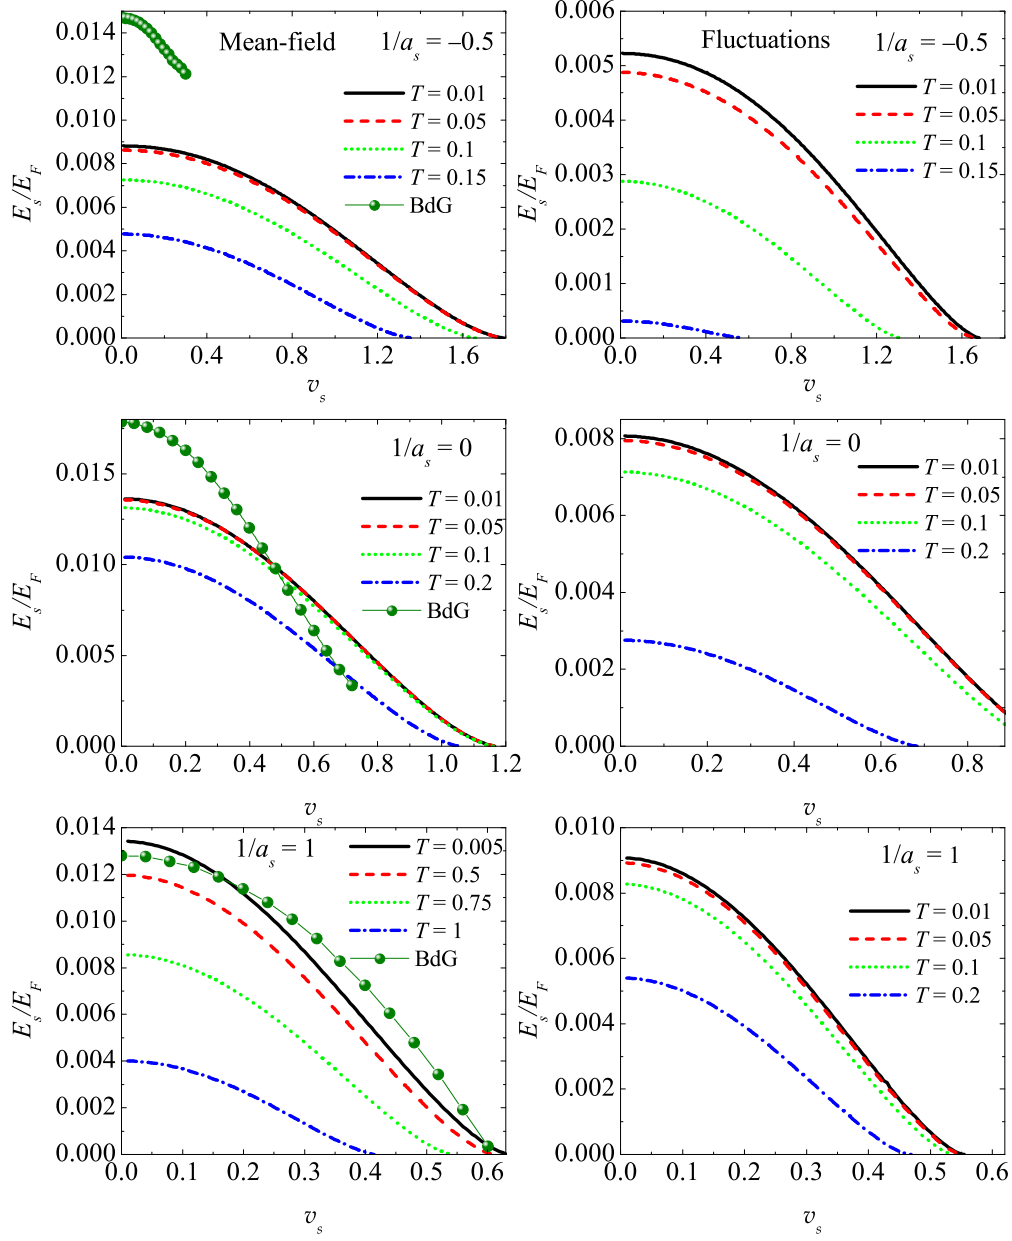 Mean-field 1/a_s = –0.5
E_s/E_F
0.014
0.012
0.010
0.008
0.006
0.004
0.002
0.000
T = 0.01
T = 0.05
T = 0.1
T = 0.15
BdG
0.0 0.4 0.8 1.2 1.6
v_s
Fluctuations 1/a_s = –0.5
E_s/E_F
0.006
0.005
0.004
0.003
0.002
0.001
0.000
T = 0.01
T = 0.05
T = 0.1
T = 0.15
0.0 0.4 0.8 1.2 1.6
v_s
1/a_s = 0
E_s/E_F
0.015
0.010
0.005
0.000
T = 0.01
T = 0.05
T = 0.1
T = 0.2
BdG
0.0 0.2 0.4 0.6 0.8 1.0 1.2
v_s
1/a_s = 0
E_s/E_F
0.008
0.006
0.004
0.002
0.000
T = 0.01
T = 0.05
T = 0.1
T = 0.2
0.0 0.2 0.4 0.6 0.8
v_s
1/a_s = 1
E_s/E_F
0.014
0.012
0.010
0.008
0.006
0.004
0.002
0.000
T = 0.005
T = 0.5
T = 0.75
T = 1
BdG
0.0 0.1 0.2 0.3 0.4 0.5 0.6
v_s
1/a_s = 1
E_s/E_F
0.010
0.008
0.006
0.004
0.002
0.000
T = 0.01
T = 0.05
T = 0.1
T = 0.2
0.0 0.1 0.2 0.3 0.4 0.5 0.6
v_s